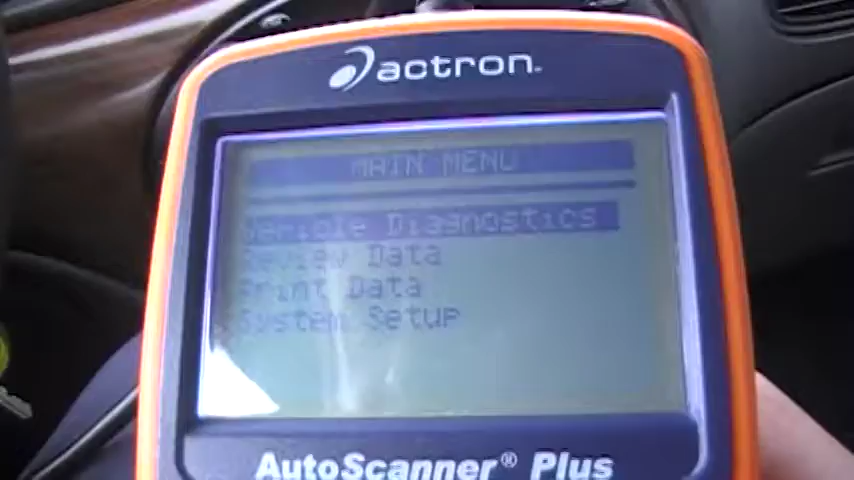 actron
MAIN MENU
Vehicle Diagnostics
Review Data
Print Data
System Setup
AutoScanner® Plus